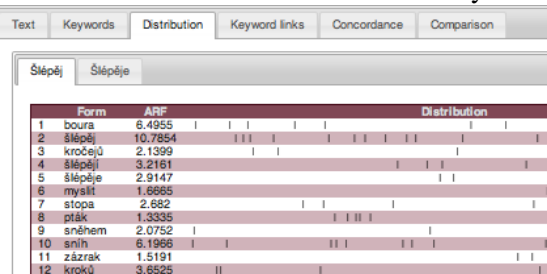 Text Keywords Distribution Keyword links Concordance Comparison
Šlépěj Šlépěje
Form ARF Distribution
1 boura 6.4955
2 šlépěj 10.7854
3 kročejů 2.1399
4 šlépějí 3.2161
5 šlépěje 2.9147
6 myslit 1.6665
7 stopa 2.682
8 pták 1.3335
9 sněhem 2.0752
10 sníh 6.1966
11 zázrak 1.5191
12 kroků 3.6525